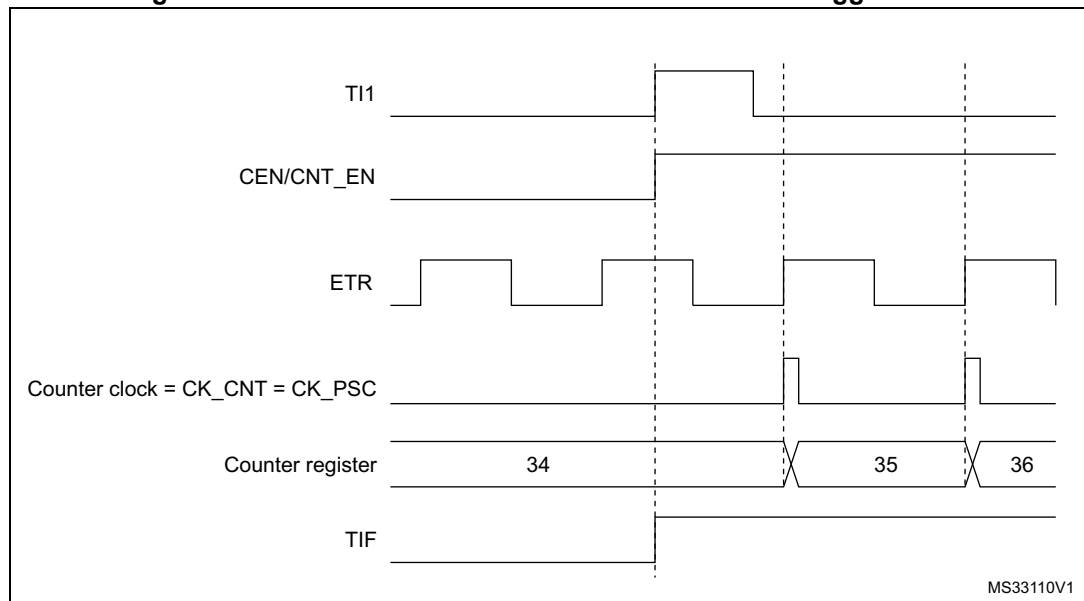 TI1
CEN/CNT_EN
ETR
Counter clock = CK_CNT = CK_PSC
Counter register
34
35
36
TIF
MS33110V1